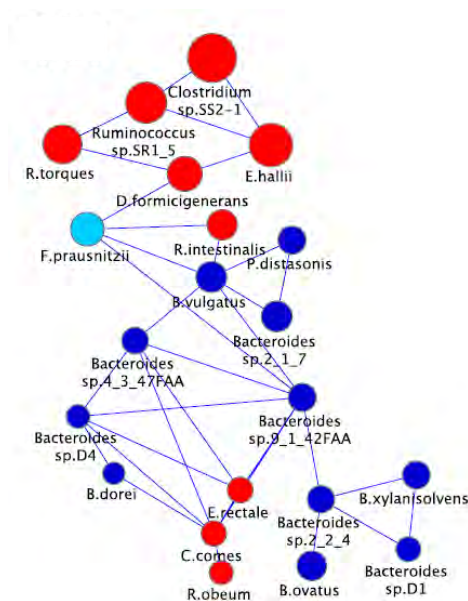 Clostridium
sp.SS2-1
Ruminococcus
sp.SR1_5
R.torques
E.hallii
D.formicigenerans
F.prausnitzii
R.intestinalis
P.distasonis
B.vulgatus
Bacteroides
sp.2_1_7
Bacteroides
sp.4_3_47FAA
Bacteroides
sp.9_1_42FAA
Bacteroides
sp.D4
B.dorei
E.rectale
B.xylanisolvens
Bacteroides
sp.2_2_4
C.comes
R.obeum
B.ovatus
Bacteroides
sp.D1